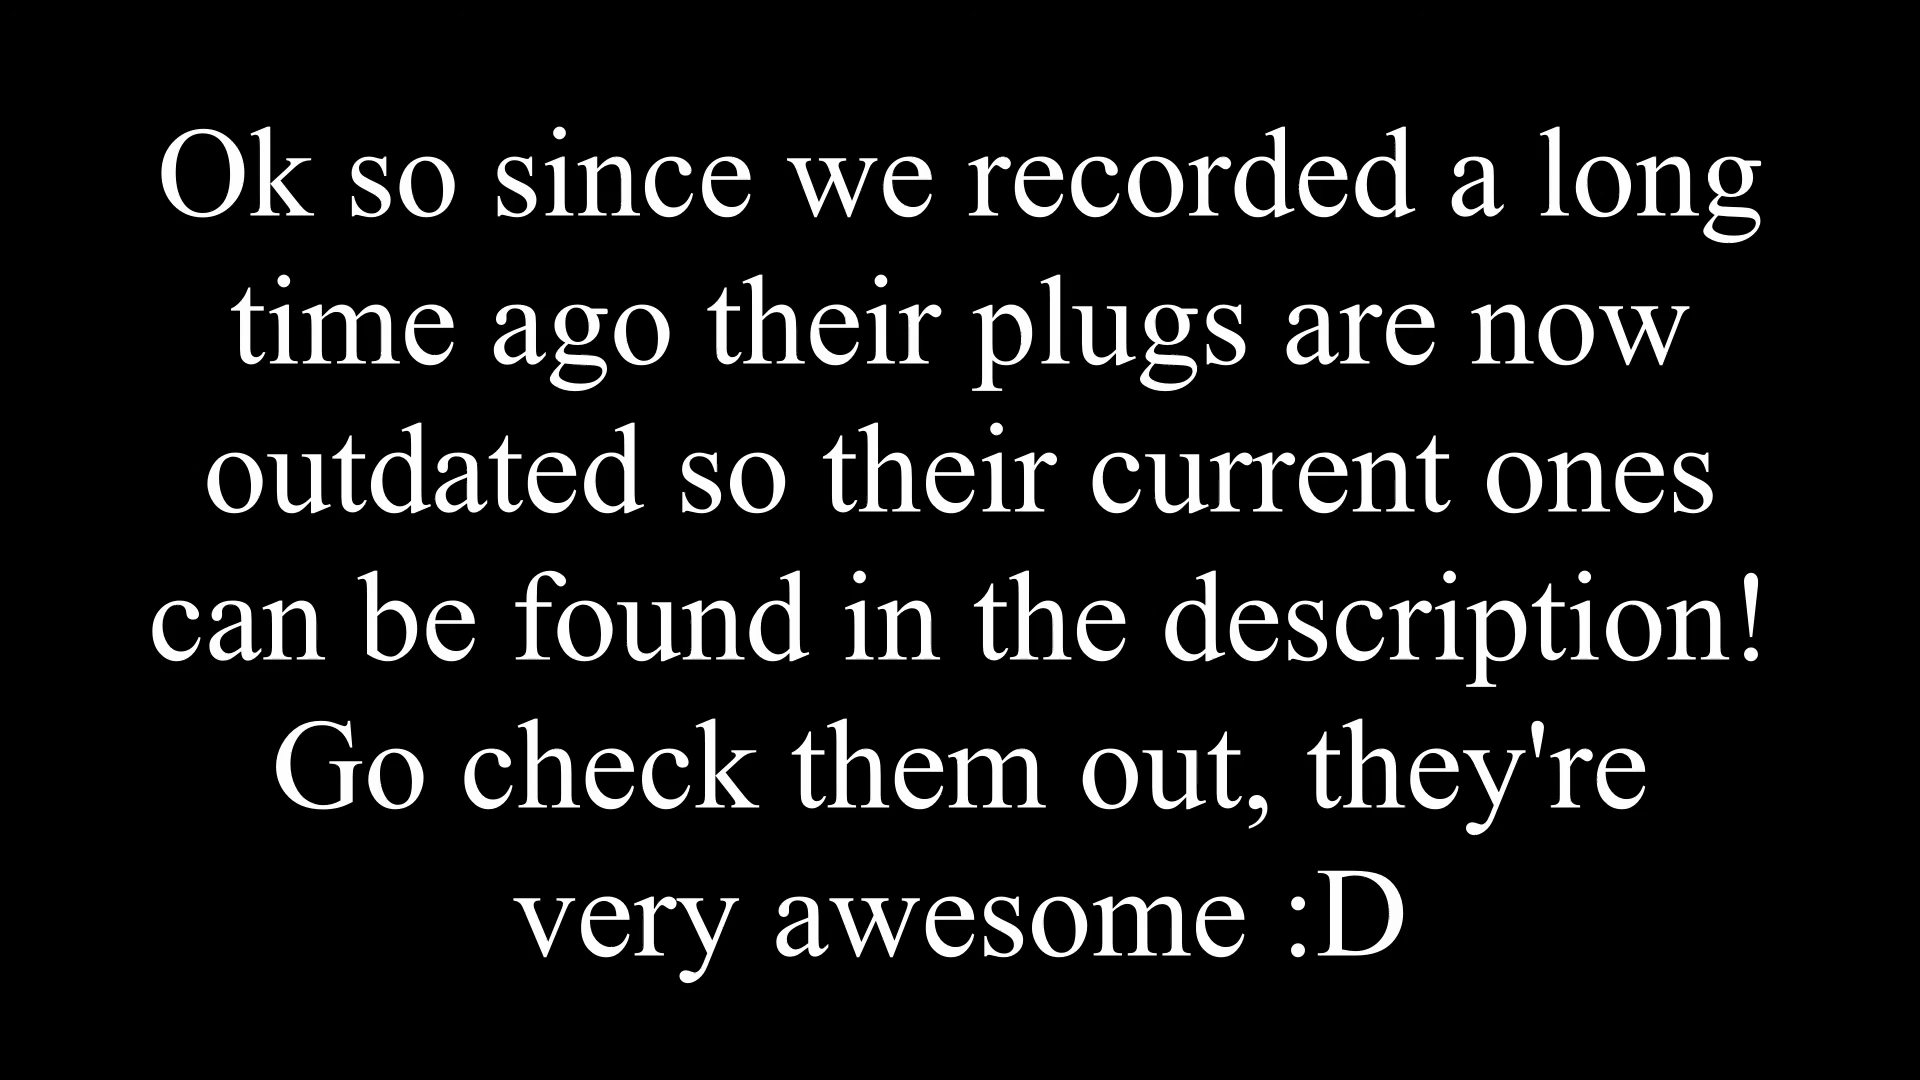 Ok so since we recorded a long
time ago their plugs are now
outdated so their current ones
can be found in the description!
Go check them out, they're
very awesome :D